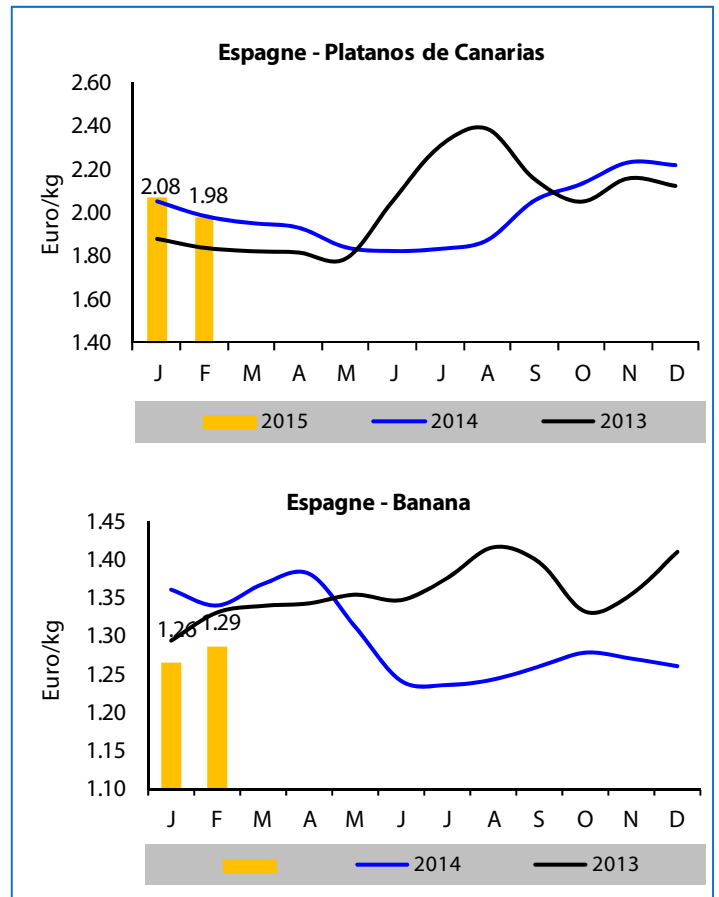 Espagne - Platanos de Canarias
Euro/kg
2.60
2.40
2.20
2.00
1.80
1.60
1.40
2.08
1.98
J F M A M J J A S O N D
2015 2014 2013
Espagne - Banana
Euro/kg
1.45
1.40
1.35
1.30
1.25
1.20
1.15
1.10
1.26
1.29
J F M A M J J A S O N D
2014 2013